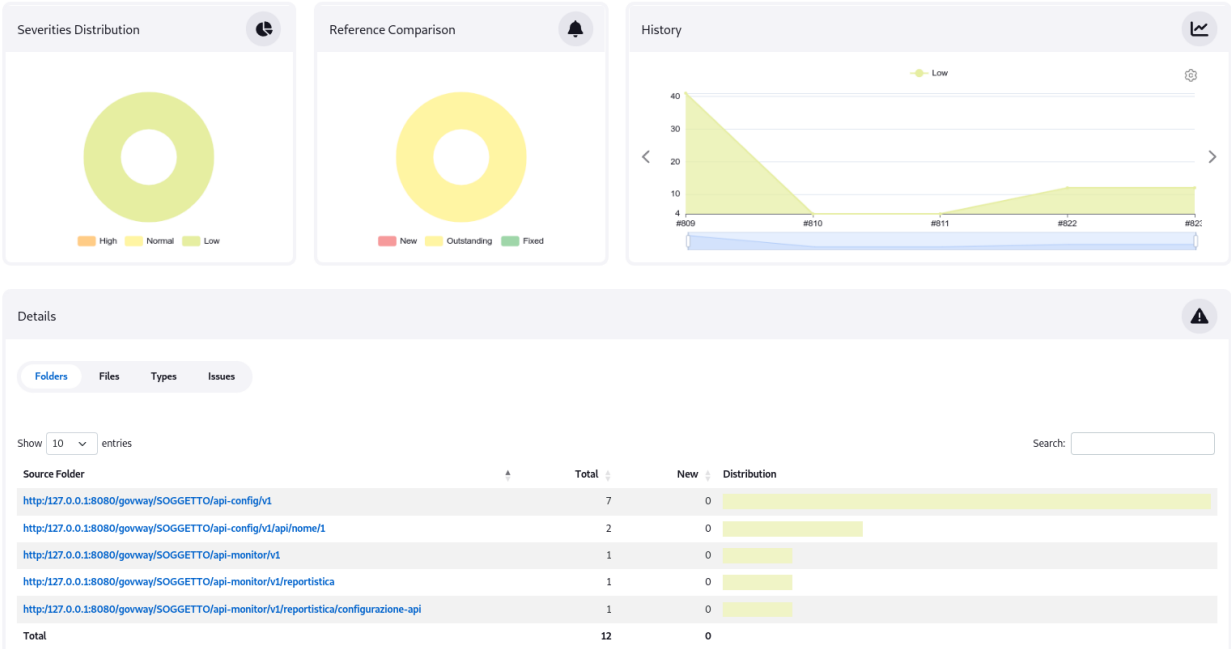 Severities Distribution
High Normal Low
Reference Comparison
New Outstanding Fixed
History
Low
40
30
20
10
4
#809 #810 #811 #822
Details
Folders Files Types Issues
Show 10 entries
Search:
Source Folder Total New Distribution
http:/127.0.0.1:8080/govway/SOGGETTO/api-config/v1 7 0
http:/127.0.0.1:8080/govway/SOGGETTO/api-config/v1/api/nome/1 2 0
http:/127.0.0.1:8080/govway/SOGGETTO/api-monitor/v1 1 0
http:/127.0.0.1:8080/govway/SOGGETTO/api-monitor/v1/reportistica 1 0
http:/127.0.0.1:8080/govway/SOGGETTO/api-monitor/v1/reportistica/configurazione-api 1 0
Total 12 0